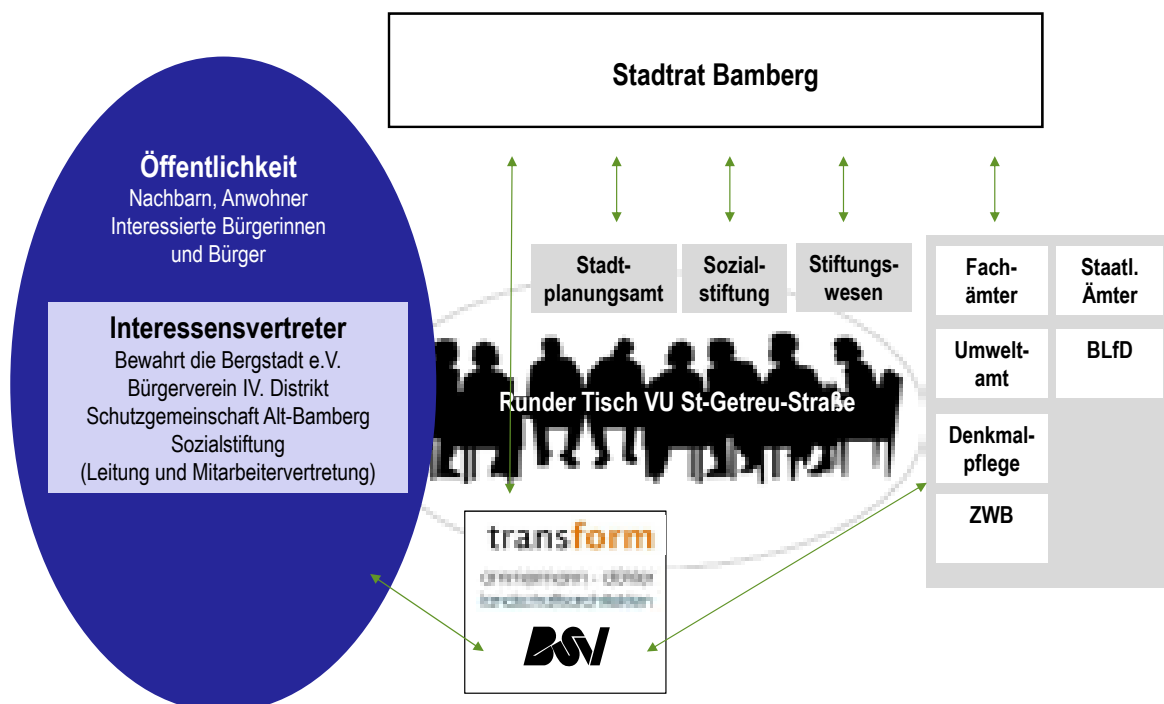 Stadtrat Bamberg
Öffentlichkeit
Nachbarn, Anwohner
Interessierte Bürgerinnen
und Bürger
Interessensvertreter
Bewahrt die Bergstadt e.V.
Bürgerverein IV. Distrikt
Schutzgemeinschaft Alt-Bamberg
Sozialstiftung
(Leitung und Mitarbeitervertretung)
Stadt-
planungsamt
Sozial-
stiftung
Stiftungs-
wesen
Fach-
ämter
Staatl.
Ämter
Umwelt-
amt
BLfD
Denkmal-
pflege
ZWB
Runder Tisch VU St-Getreu-Straße
transform
landschaftsarchitekten
BSV